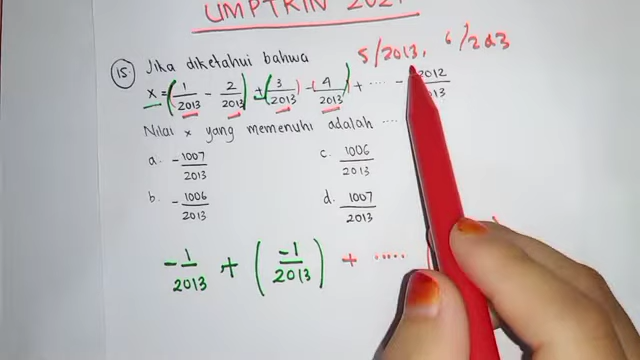 UMPTKIN 2021
5/2013, 6/2013
15. Jika diketahui bahwa
x = (1/2013 - 2/2013) + (3/2013 - 4/2013) + ..... - 2012/2013
Nilai x yang memenuhi adalah ....
a. -1007/2013 c. 1006/2013
b. -1006/2013 d. 1007/2013
-1/2013 + (-1/2013) + .....